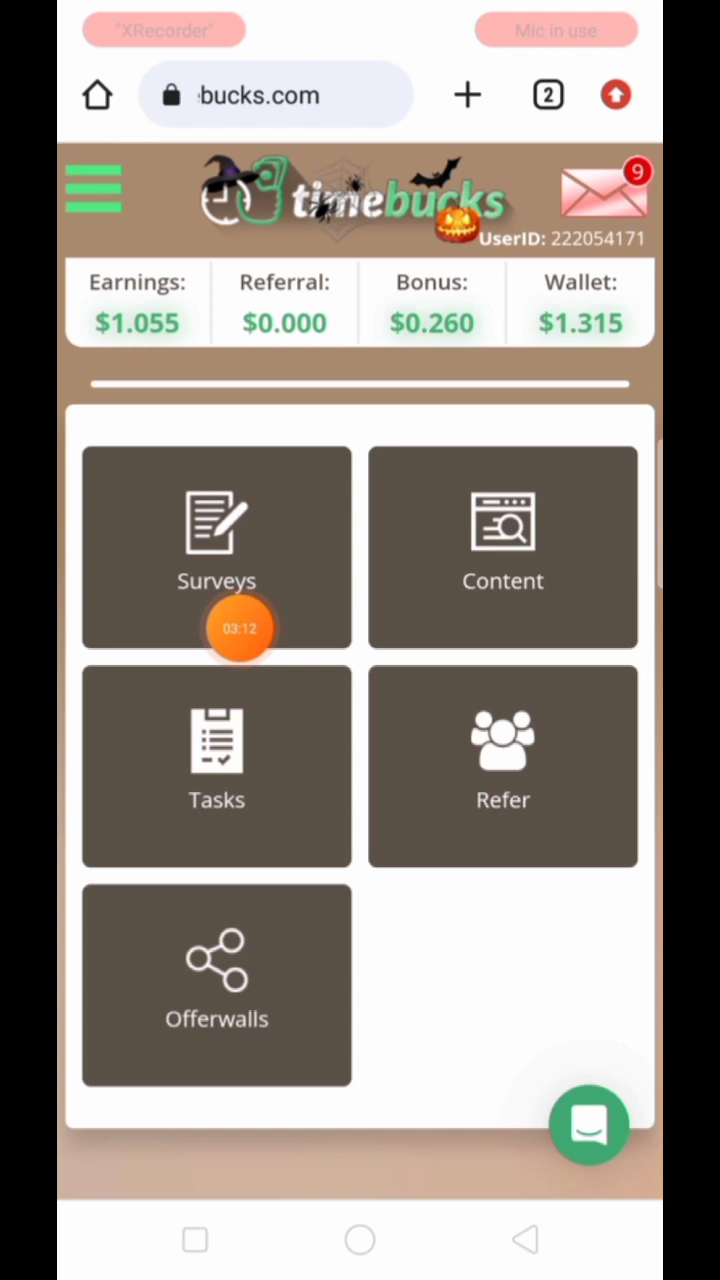 "XRecorder"
Mic in use
bucks.com
2
timebucks
9
UserID: 222054171
Earnings:
$1.055
Referral:
$0.000
Bonus:
$0.260
Wallet:
$1.315
Surveys
Content
03:12
Tasks
Refer
Offerwalls